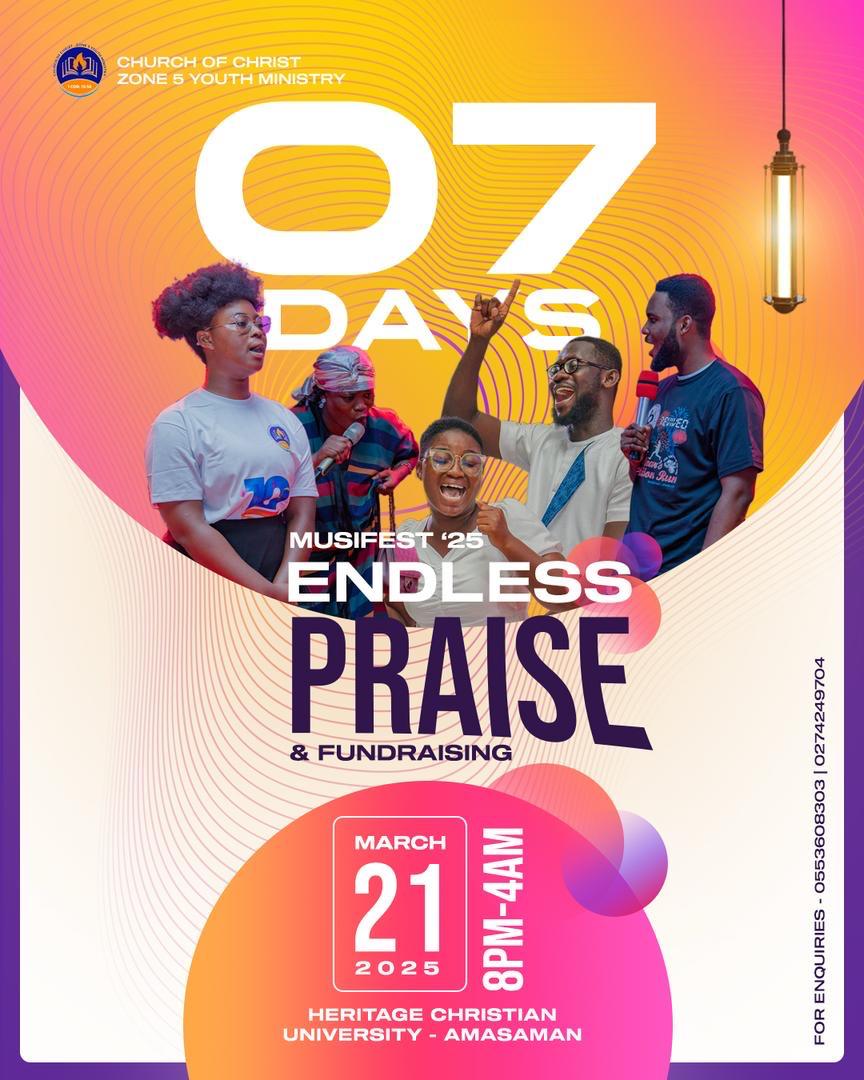 CHURCH OF CHRIST
ZONE 5 YOUTH MINISTRY
07
DAYS
MUSIFEST ‘25
ENDLESS
PRAISE
& FUNDRAISING
MARCH
21
2025
8PM-4AM
HERITAGE CHRISTIAN
UNIVERSITY - AMASAMAN
FOR ENQUIRIES - 0553608303 | 0274249704